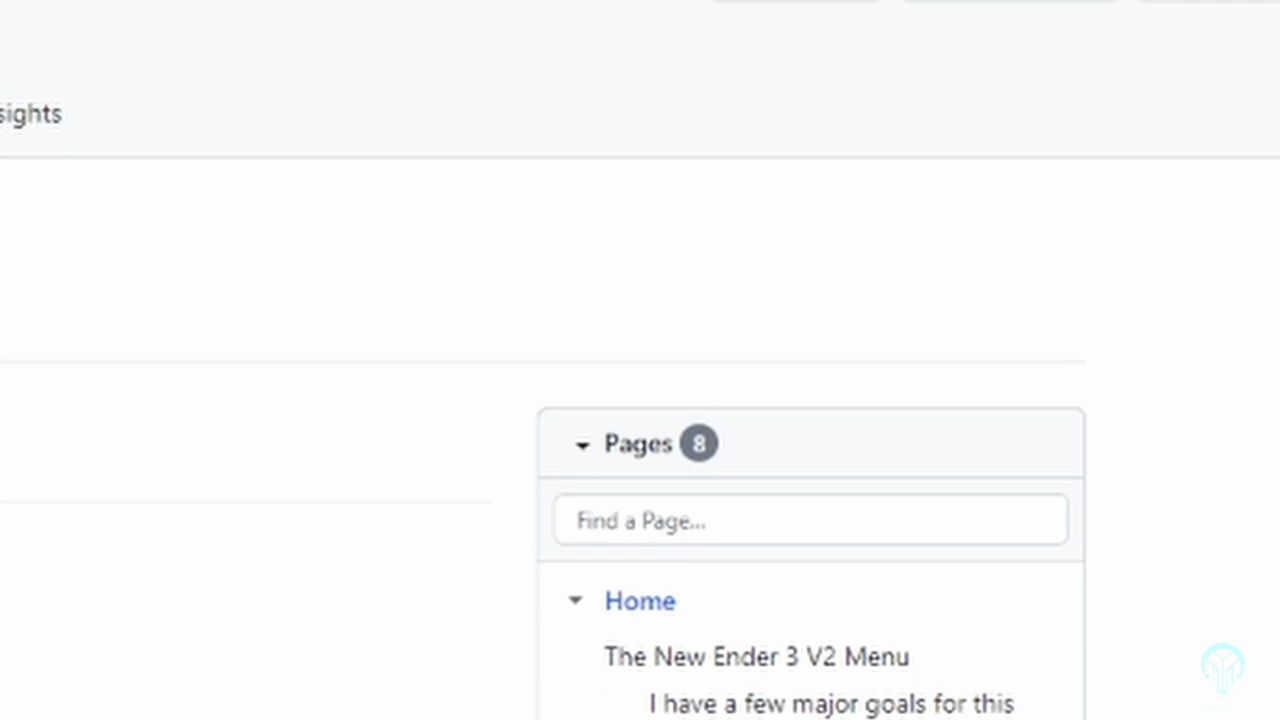 sights
Pages 8
Find a Page...
Home
The New Ender 3 V2 Menu
I have a few major goals for this